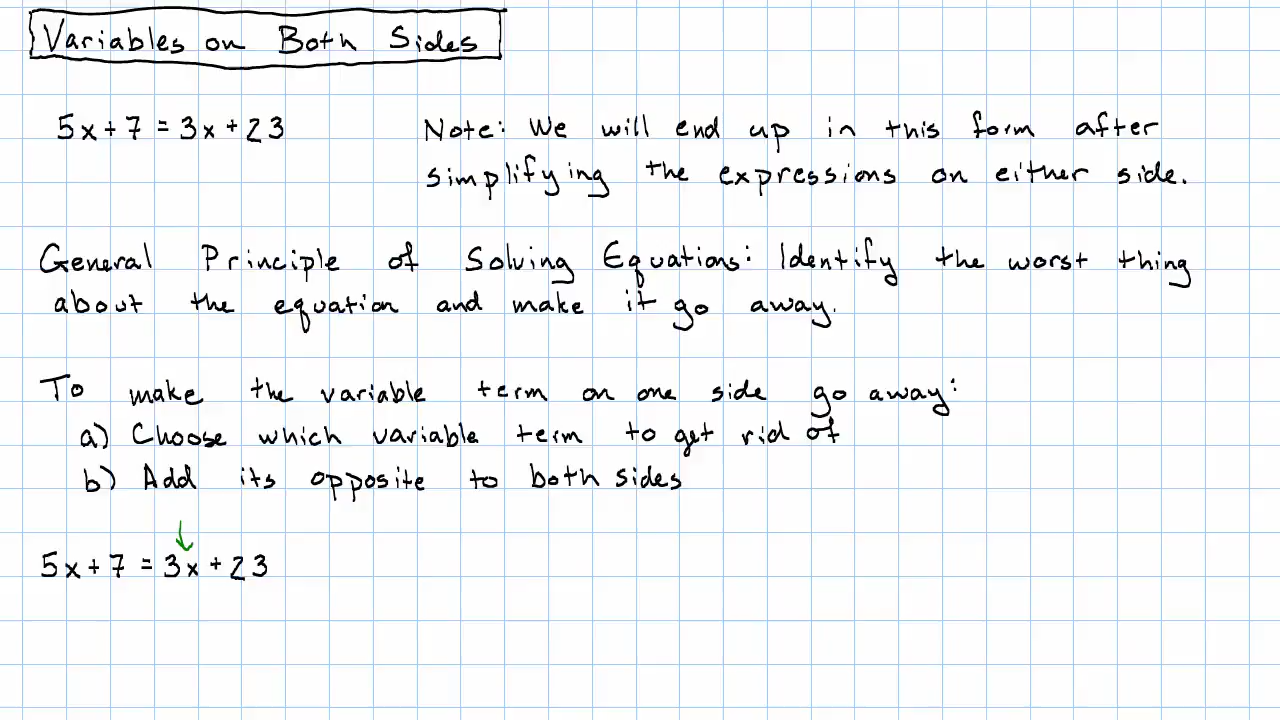 Variables on Both Sides
5x+7 = 3x+23
Note: We will end up in this form after
simplifying the expressions on either side.
General Principle of Solving Equations: Identify the worst thing
about the equation and make it go away.
To make the variable term on one side go away:
a) Choose which variable term to get rid of
b) Add its opposite to both sides
5x+7 = 3x+23